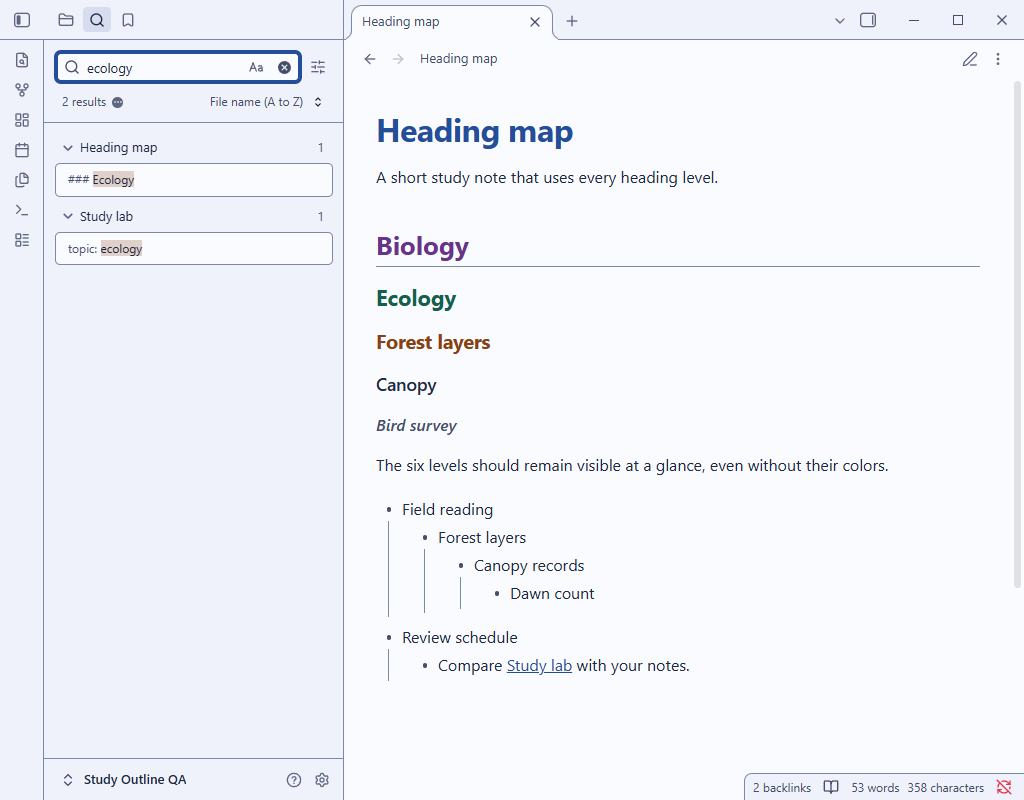 Heading map
ecology
Aa
Heading map
2 results
File name (A to Z)
Heading map 1
### Ecology
Study lab 1
topic: ecology
Heading map
A short study note that uses every heading level.
Biology
Ecology
Forest layers
Canopy
Bird survey
The six levels should remain visible at a glance, even without their colors.
• Field reading
• Forest layers
• Canopy records
• Dawn count
• Review schedule
• Compare Study lab with your notes.
Study Outline QA
2 backlinks 53 words 358 characters